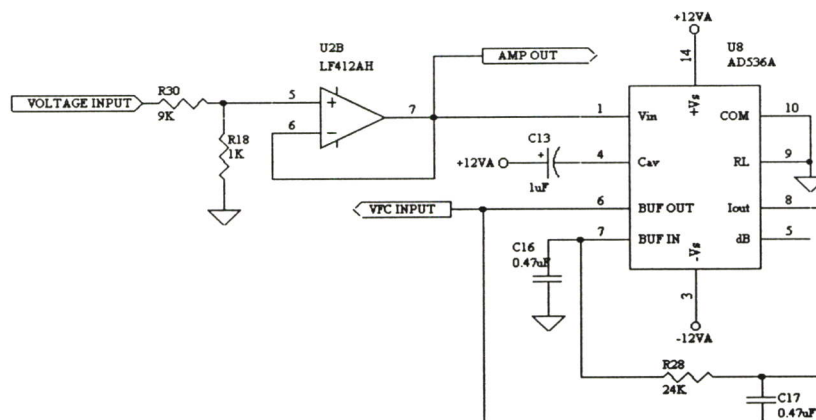 +12VA
U2B
LF412AH
AMP OUT
14
U8
AD536A
R30
VOLTAGE INPUT
9K
5
+
7
6
-
R18
1K
1
Vin
+Vs
COM
10
C13
+12VA
+
1uF
4
Cav
RL
9
VFC INPUT
6
BUF OUT
Iout
8
7
BUF IN
dB
5
-Vs
C16
0.47uF
3
-12VA
R28
24K
C17
0.47uF